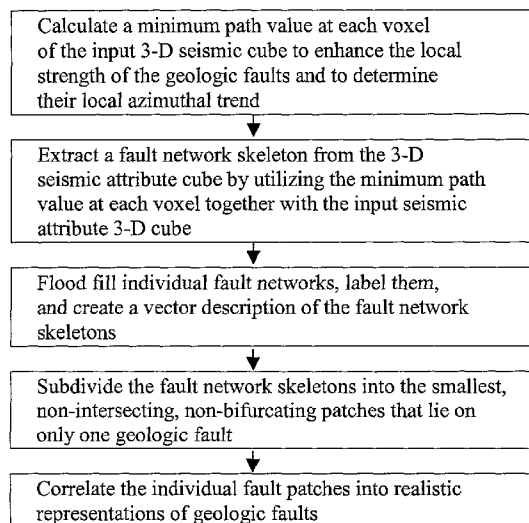 Calculate a minimum path value at each voxel
of the input 3-D seismic cube to enhance the local
strength of the geologic faults and to determine
their local azimuthal trend
Extract a fault network skeleton from the 3-D
seismic attribute cube by utilizing the minimum path
value at each voxel together with the input seismic
attribute 3-D cube
Flood fill individual fault networks, label them,
and create a vector description of the fault network
skeletons
Subdivide the fault network skeletons into the smallest,
non-intersecting, non-bifurcating patches that lie on
only one geologic fault
Correlate the individual fault patches into realistic
representations of geologic faults